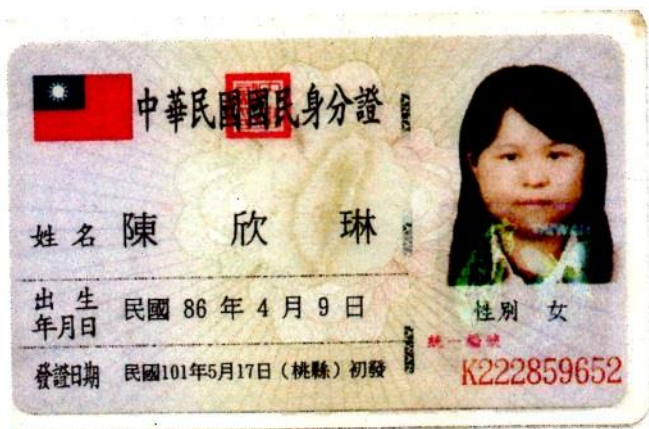 中華民國國民身分證
姓名 陳欣琳
出生年月日 民國 86 年 4 月 9 日
性別 女
發證日期 民國101年5月17日（桃縣）初發
統一編號
K222859652